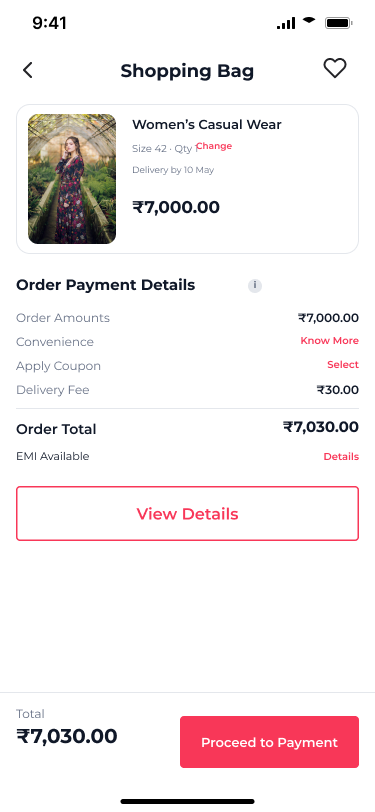 9:41
Shopping Bag
Women’s Casual Wear
Size 42 · Qty Change
Delivery by 10 May
₹7,000.00
Order Payment Details i
Order Amounts ₹7,000.00
Convenience Know More
Apply Coupon Select
Delivery Fee ₹30.00
Order Total ₹7,030.00
EMI Available Details
View Details
Total
₹7,030.00
Proceed to Payment